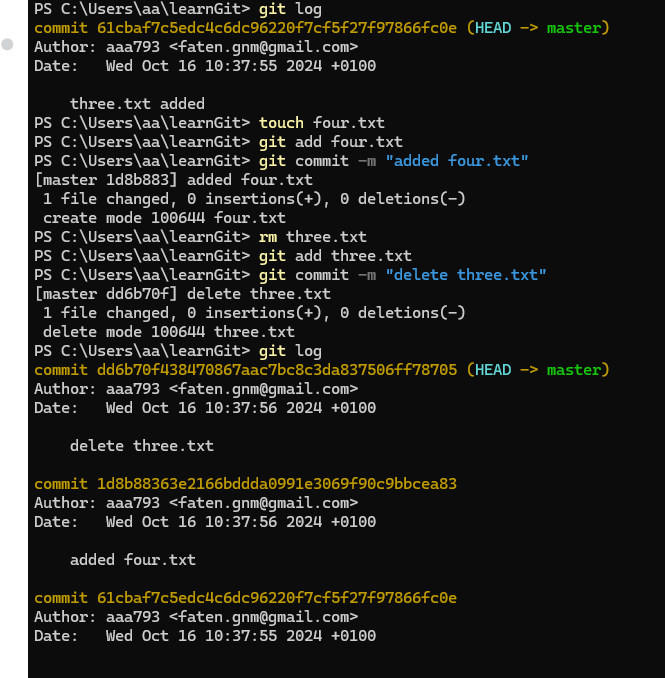 PS C:\Users\aa\learnGit> git log
commit 61cbaf7c5edc4c6dc96220f7cf5f27f97866fc0e (HEAD -> master)
Author: aaa793 <faten.gnm@gmail.com>
Date:   Wed Oct 16 10:37:55 2024 +0100
    three.txt added
PS C:\Users\aa\learnGit> touch four.txt
PS C:\Users\aa\learnGit> git add four.txt
PS C:\Users\aa\learnGit> git commit -m "added four.txt"
[master 1d8b883] added four.txt
 1 file changed, 0 insertions(+), 0 deletions(-)
 create mode 100644 four.txt
PS C:\Users\aa\learnGit> rm three.txt
PS C:\Users\aa\learnGit> git add three.txt
PS C:\Users\aa\learnGit> git commit -m "delete three.txt"
[master dd6b70f] delete three.txt
 1 file changed, 0 insertions(+), 0 deletions(-)
 delete mode 100644 three.txt
PS C:\Users\aa\learnGit> git log
commit dd6b70f438470867aac7bc8c3da837506ff78705 (HEAD -> master)
Author: aaa793 <faten.gnm@gmail.com>
Date:   Wed Oct 16 10:37:56 2024 +0100
    delete three.txt
commit 1d8b88363e2166bddda0991e3069f90c9bbcea83
Author: aaa793 <faten.gnm@gmail.com>
Date:   Wed Oct 16 10:37:56 2024 +0100
    added four.txt
commit 61cbaf7c5edc4c6dc96220f7cf5f27f97866fc0e
Author: aaa793 <faten.gnm@gmail.com>
Date:   Wed Oct 16 10:37:55 2024 +0100